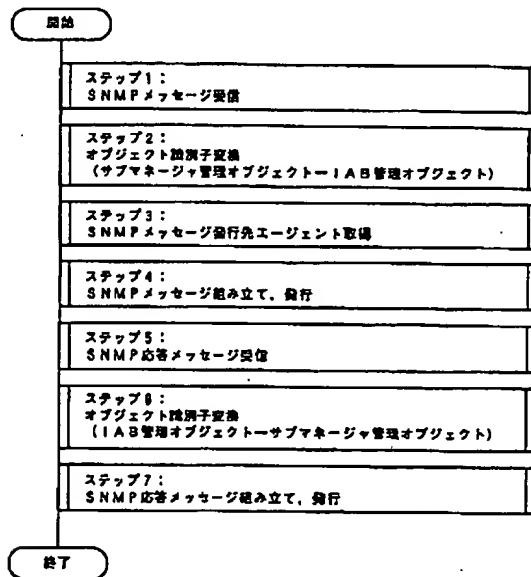 開始
ステップ1：
SNMPメッセージ受信
ステップ2：
オブジェクト識別子変換
（サブマネージャ管理オブジェクト→IAB管理オブジェクト）
ステップ3：
SNMPメッセージ発行先エージェント取得
ステップ4：
SNMPメッセージ組み立て，発行
ステップ5：
SNMP応答メッセージ受信
ステップ6：
オブジェクト識別子変換
（IAB管理オブジェクト→サブマネージャ管理オブジェクト）
ステップ7：
SNMP応答メッセージ組み立て，発行
終了